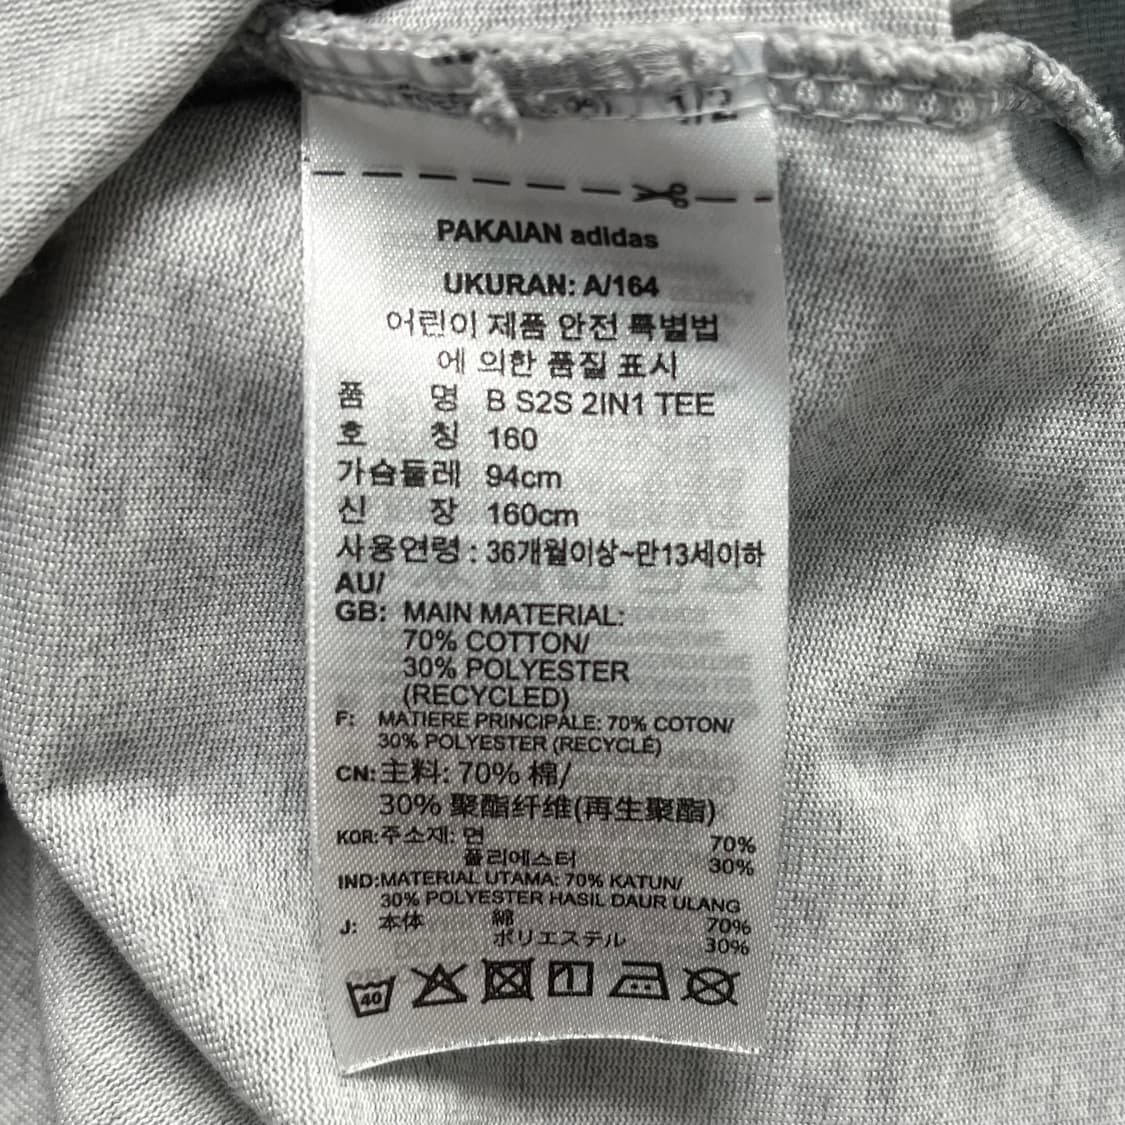 1/2
PAKAIAN adidas
UKURAN: A/164
어린이 제품 안전 특별법
에 의한 품질 표시
품 명 B S2S 2IN1 TEE
호 칭 160
가슴둘레 94cm
신 장 160cm
사용연령 : 36개월이상~만13세이하
AU/
GB: MAIN MATERIAL:
70% COTTON/
30% POLYESTER
(RECYCLED)
F: MATIERE PRINCIPALE: 70% COTON/
30% POLYESTER (RECYCLÉ)
CN:主料: 70% 棉/
30% 聚酯纤维(再生聚酯)
KOR:주소재: 면 70%
폴리에스터 30%
IND:MATERIAL UTAMA: 70% KATUN/
30% POLYESTER HASIL DAUR ULANG
J: 本体 綿 70%
ポリエステル 30%
40